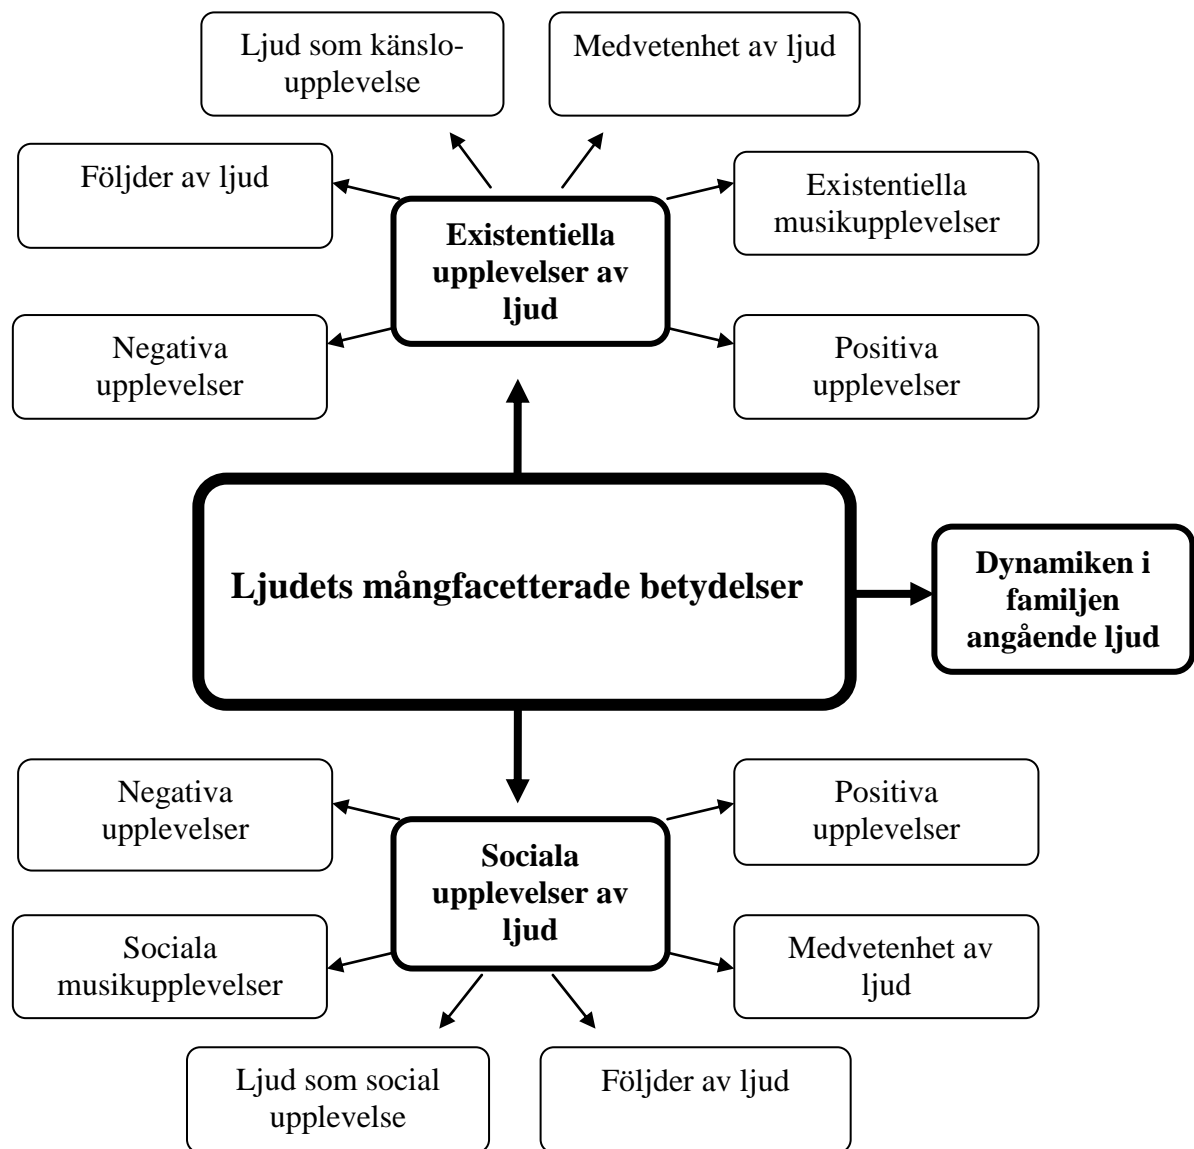 Ljud som känslo-
upplevelse
Medvetenhet av ljud
Följder av ljud
Existentiella
musikupplevelser
Existentiella
upplevelser av
ljud
Negativa
upplevelser
Positiva
upplevelser
Ljudets mångfacetterade betydelser
Dynamiken i
familjen
angående ljud
Negativa
upplevelser
Positiva
upplevelser
Sociala
upplevelser av
ljud
Sociala
musikupplevelser
Medvetenhet av
ljud
Ljud som social
upplevelse
Följder av ljud